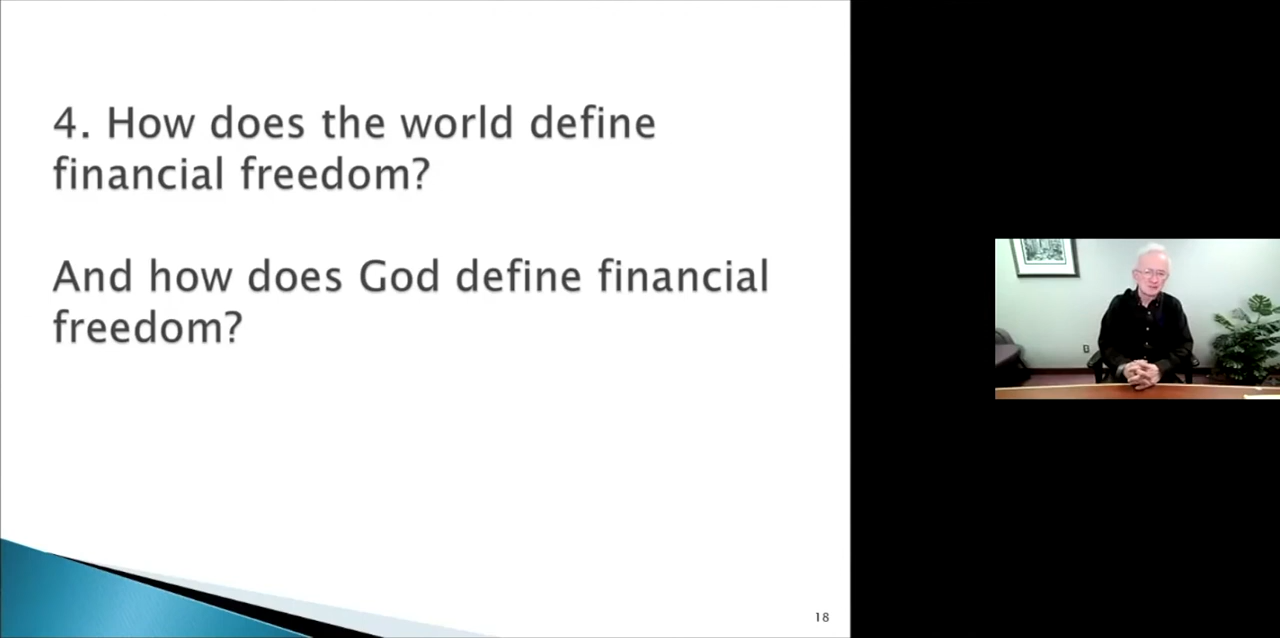 4. How does the world define
financial freedom?
And how does God define financial
freedom?
18